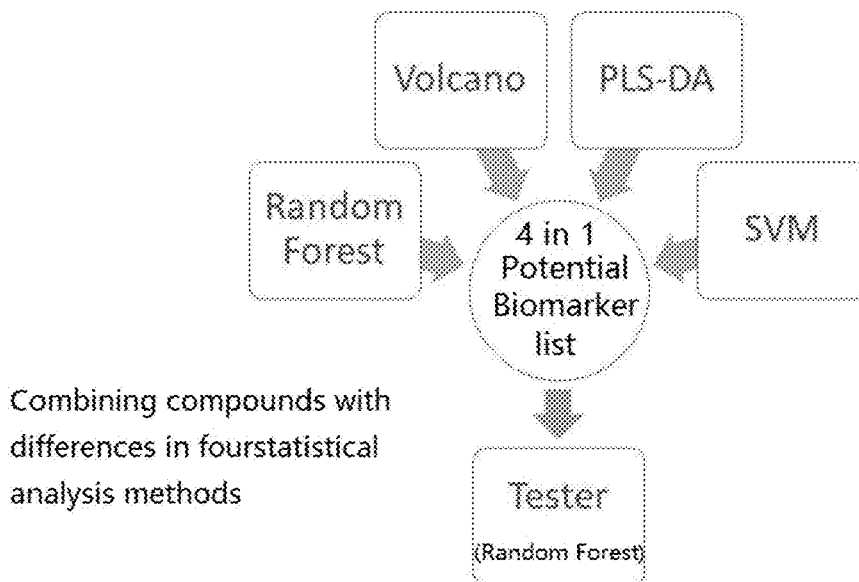 Volcano
PLS-DA
Random
Forest
SVM
4 in 1
Potential
Biomarker
list
Combining compounds with
differences in fourstatistical
analysis methods
Tester
(Random Forest)